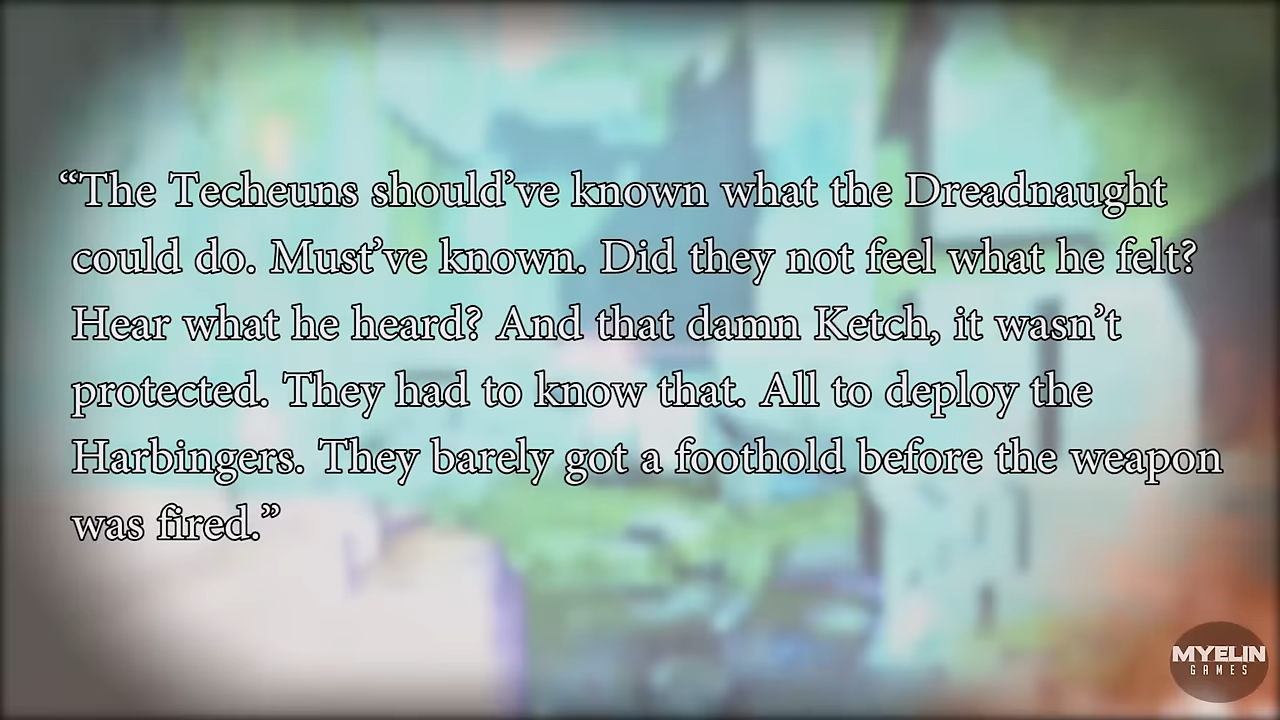 “The Techeuns should’ve known what the Dreadnaught
could do. Must’ve known. Did they not feel what he felt?
Hear what he heard? And that damn Ketch, it wasn’t
protected. They had to know that. All to deploy the
Harbingers. They barely got a foothold before the weapon
was fired.”
MYELIN
GAMES